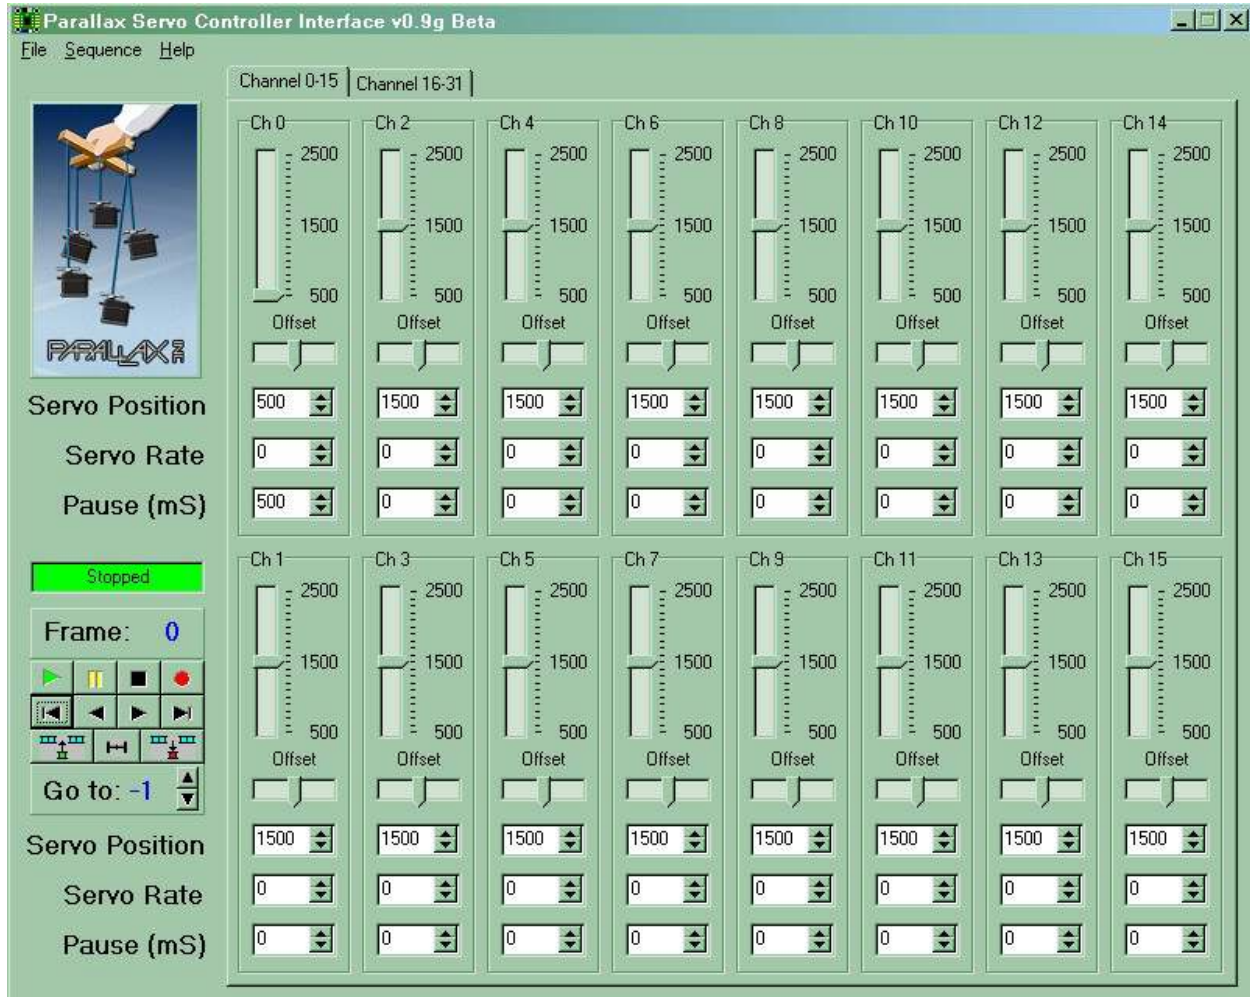 Parallax Servo Controller Interface v0.9g Beta
File Sequence Help
Channel 0-15 Channel 16-31
Ch 0 Ch 2 Ch 4 Ch 6 Ch 8 Ch 10 Ch 12 Ch 14
2500 2500 2500 2500 2500 2500 2500 2500
1500 1500 1500 1500 1500 1500 1500 1500
500 500 500 500 500 500 500 500
Offset Offset Offset Offset Offset Offset Offset Offset
PARALLAX INC
Servo Position 500 1500 1500 1500 1500 1500 1500 1500
Servo Rate 0 0 0 0 0 0 0 0
Pause (mS) 500 0 0 0 0 0 0 0
Stopped
Frame: 0
Go to: -1
Ch 1 Ch 3 Ch 5 Ch 7 Ch 9 Ch 11 Ch 13 Ch 15
2500 2500 2500 2500 2500 2500 2500 2500
1500 1500 1500 1500 1500 1500 1500 1500
500 500 500 500 500 500 500 500
Offset Offset Offset Offset Offset Offset Offset Offset
Servo Position 1500 1500 1500 1500 1500 1500 1500 1500
Servo Rate 0 0 0 0 0 0 0 0
Pause (mS) 0 0 0 0 0 0 0 0